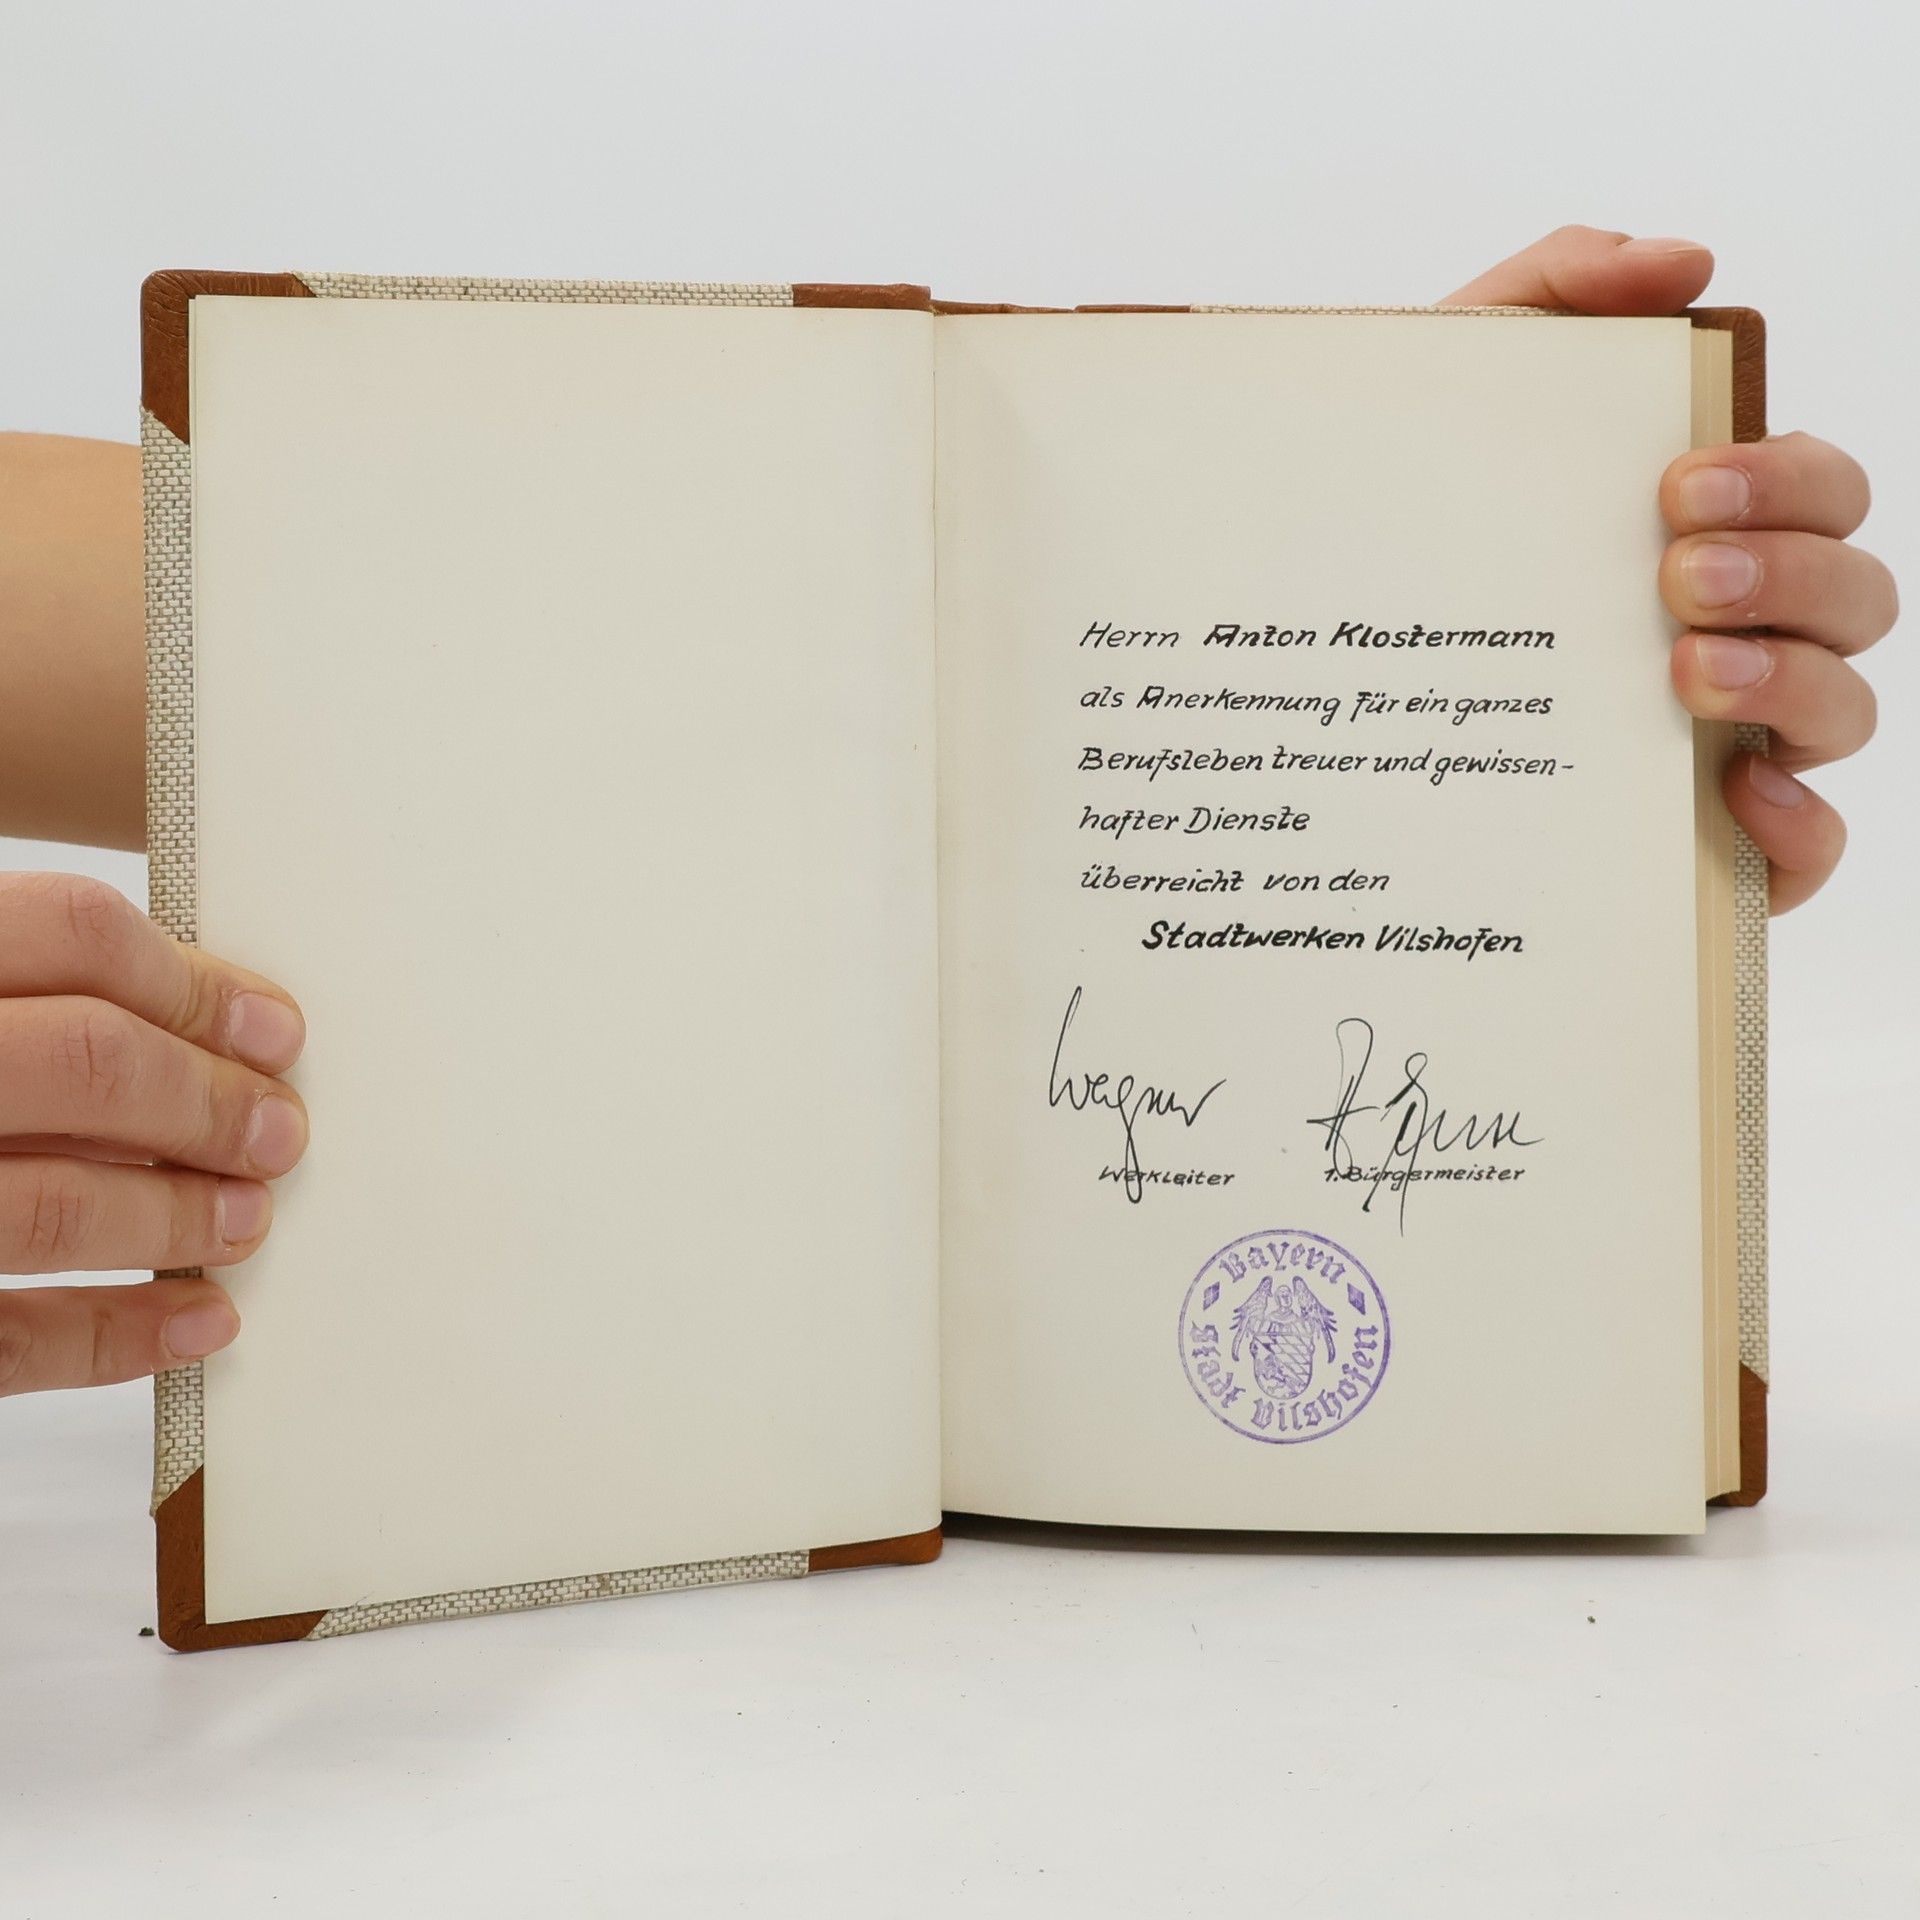 Herrn Anton Klostermann
als Anerkennung für ein ganzes
Berufsleben treuer und gewissen-
hafter Dienste
überreicht von den
Stadtwerken Vilshofen
Wegner
Werkleiter 1. Bürgermeister
Bayern
Stadt Vilshofen